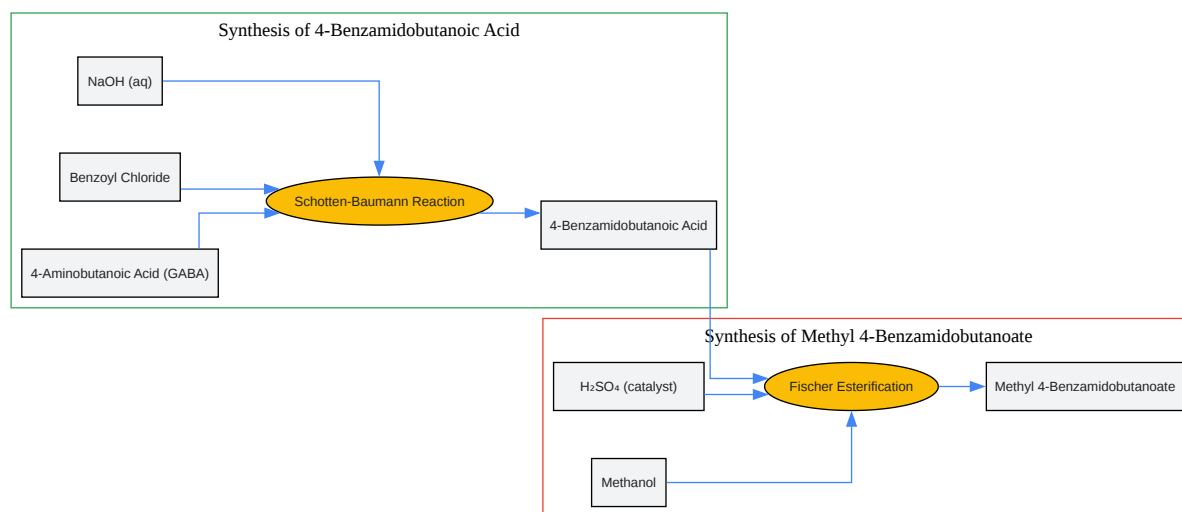 Synthesis of 4-Benzamidobutanoic Acid
NaOH (aq)
Benzoyl Chloride
Schotten-Baumann Reaction
4-Aminobutanoic Acid (GABA)
4-Benzamidobutanoic Acid
Synthesis of Methyl 4-Benzamidobutanoate
H₂SO₄ (catalyst)
Fischer Esterification
Methyl 4-Benzamidobutanoate
Methanol